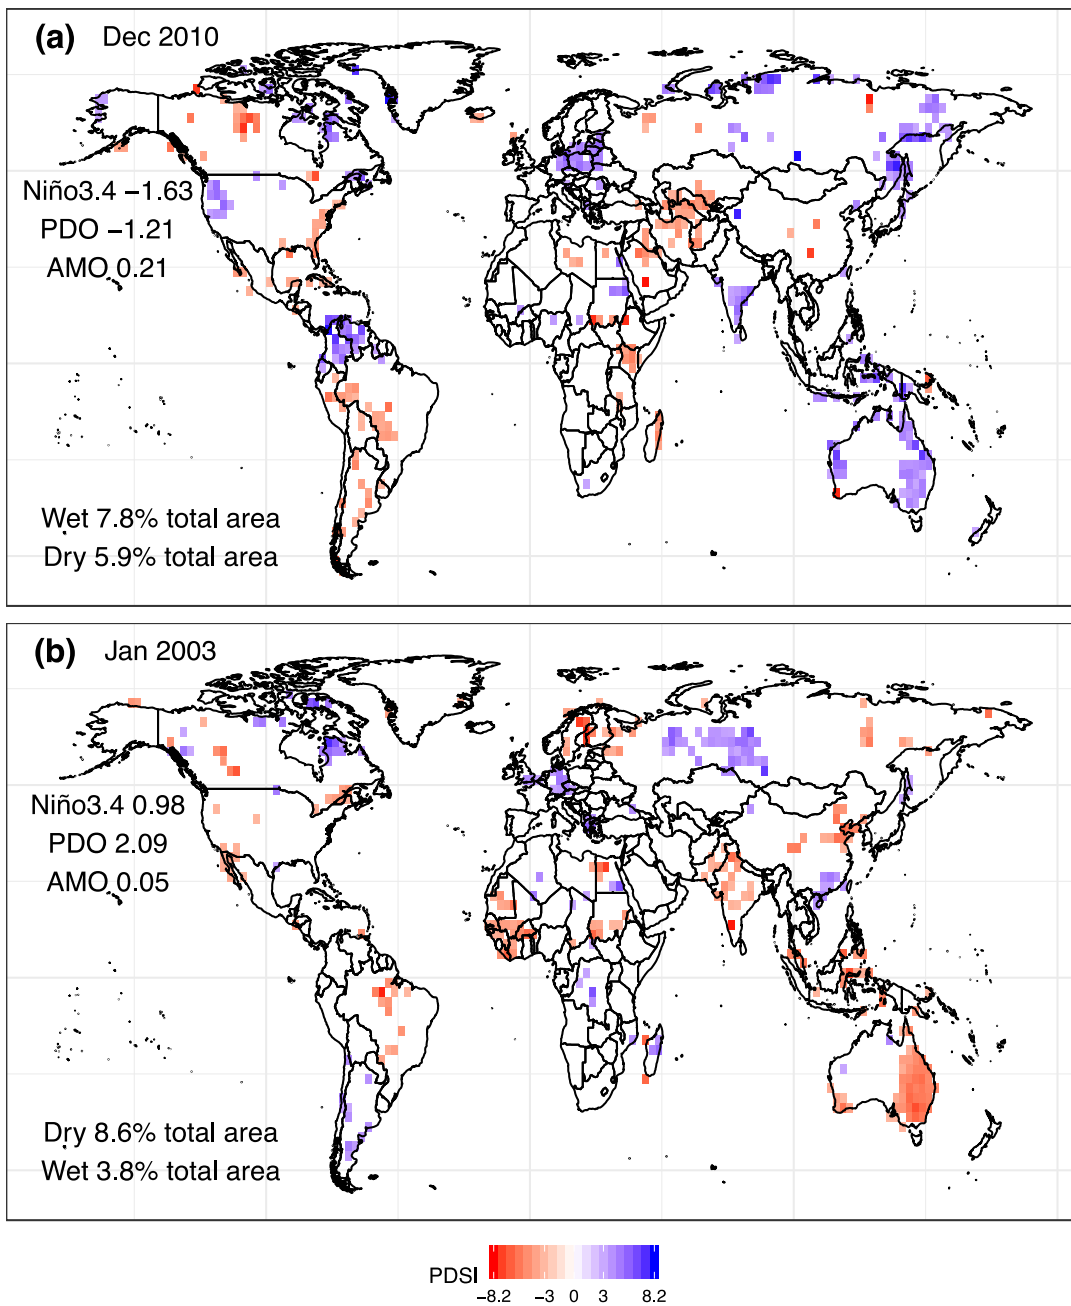 (a) Dec 2010
Niño3.4 −1.63
PDO −1.21
AMO 0.21
Wet 7.8% total area
Dry 5.9% total area
(b) Jan 2003
Niño3.4 0.98
PDO 2.09
AMO 0.05
Dry 8.6% total area
Wet 3.8% total area
PDSI
−8.2 −3 0 3 8.2